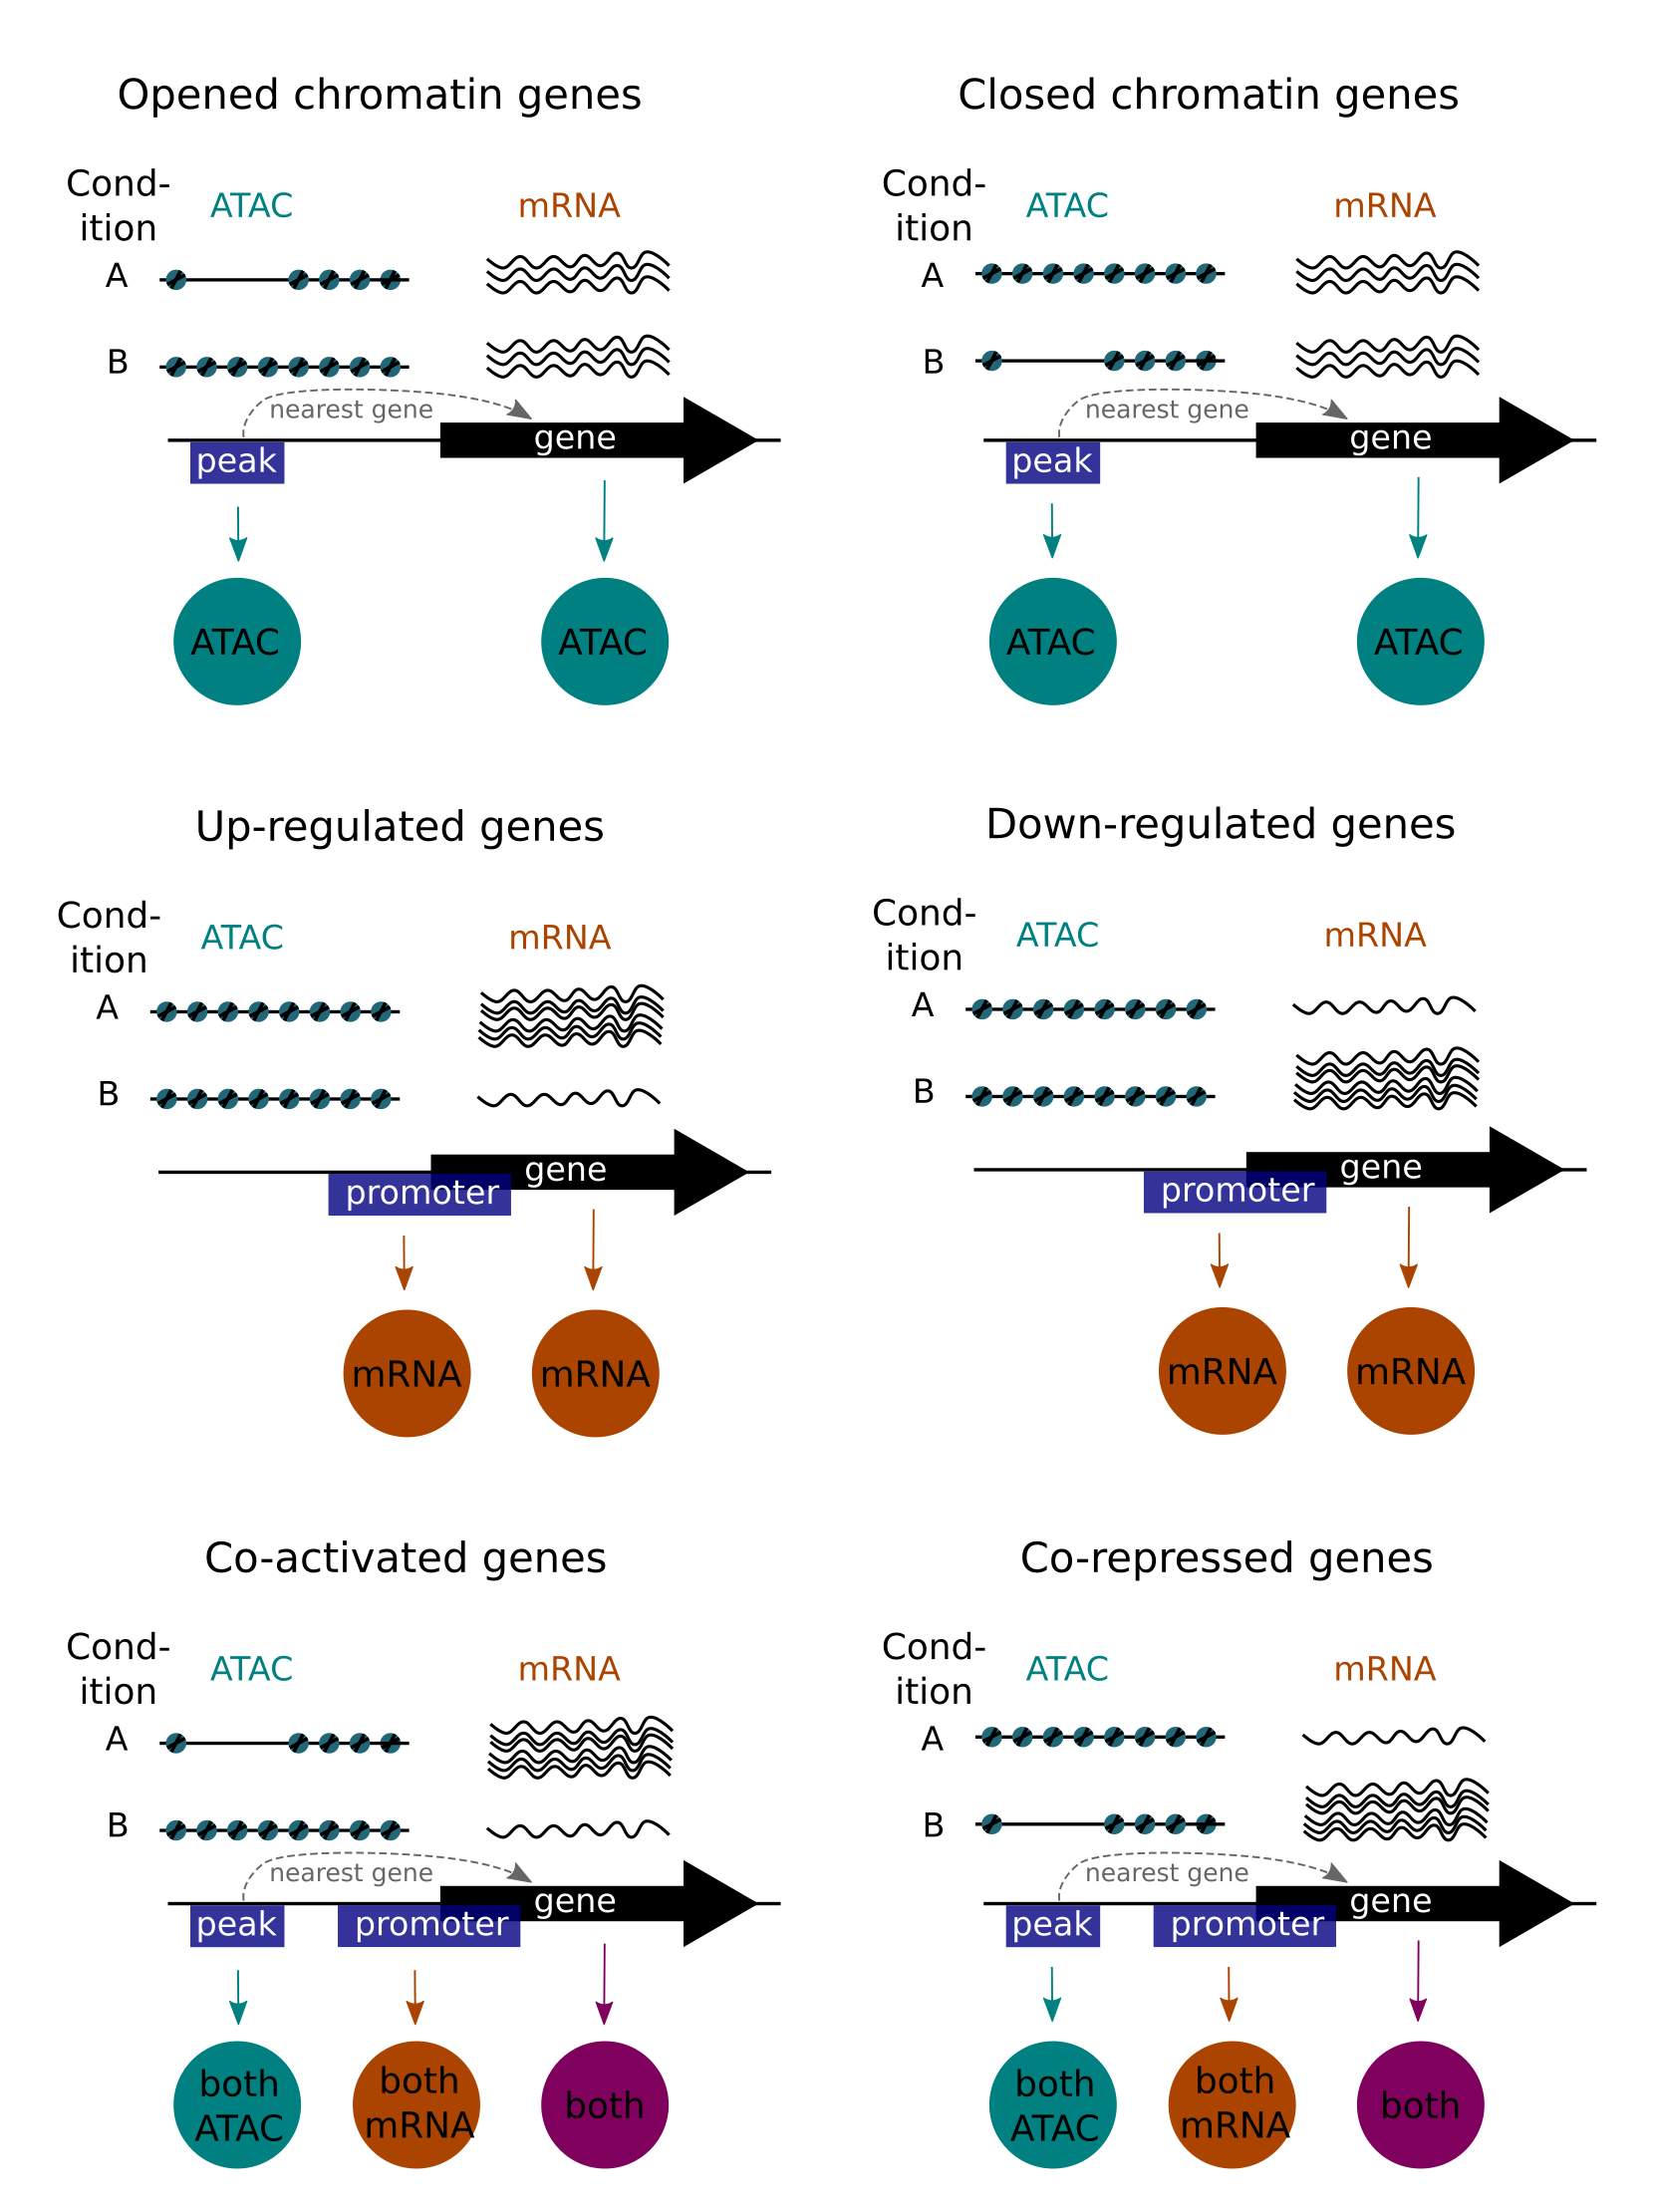 Opened chromatin genes
Cond-
ition
ATAC
mRNA
A
B
nearest gene
gene
peak
ATAC
ATAC
Closed chromatin genes
Cond-
ition
ATAC
mRNA
A
B
nearest gene
gene
peak
ATAC
ATAC
Up-regulated genes
Cond-
ition
ATAC
mRNA
A
B
gene
promoter
mRNA
mRNA
Down-regulated genes
Cond-
ition
ATAC
mRNA
A
B
gene
promoter
mRNA
mRNA
Co-activated genes
Cond-
ition
ATAC
mRNA
A
B
nearest gene
gene
peak
promoter
both
ATAC
both
mRNA
both
Co-repressed genes
Cond-
ition
ATAC
mRNA
A
B
nearest gene
gene
peak
promoter
both
ATAC
both
mRNA
both